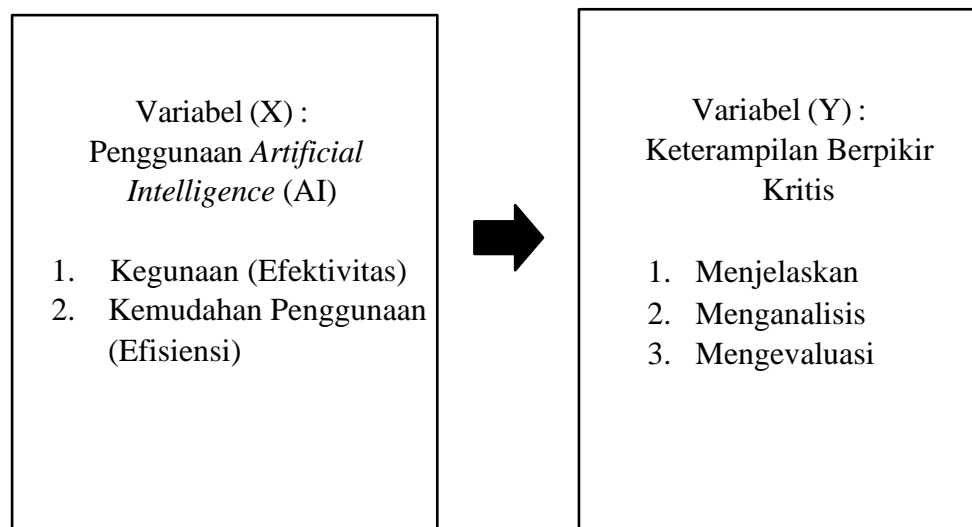 Variabel (X) :
Penggunaan Artificial
Intelligence (AI)
1. Kegunaan (Efektivitas)
2. Kemudahan Penggunaan
(Efisiensi)
Variabel (Y) :
Keterampilan Berpikir
Kritis
1. Menjelaskan
2. Menganalisis
3. Mengevaluasi